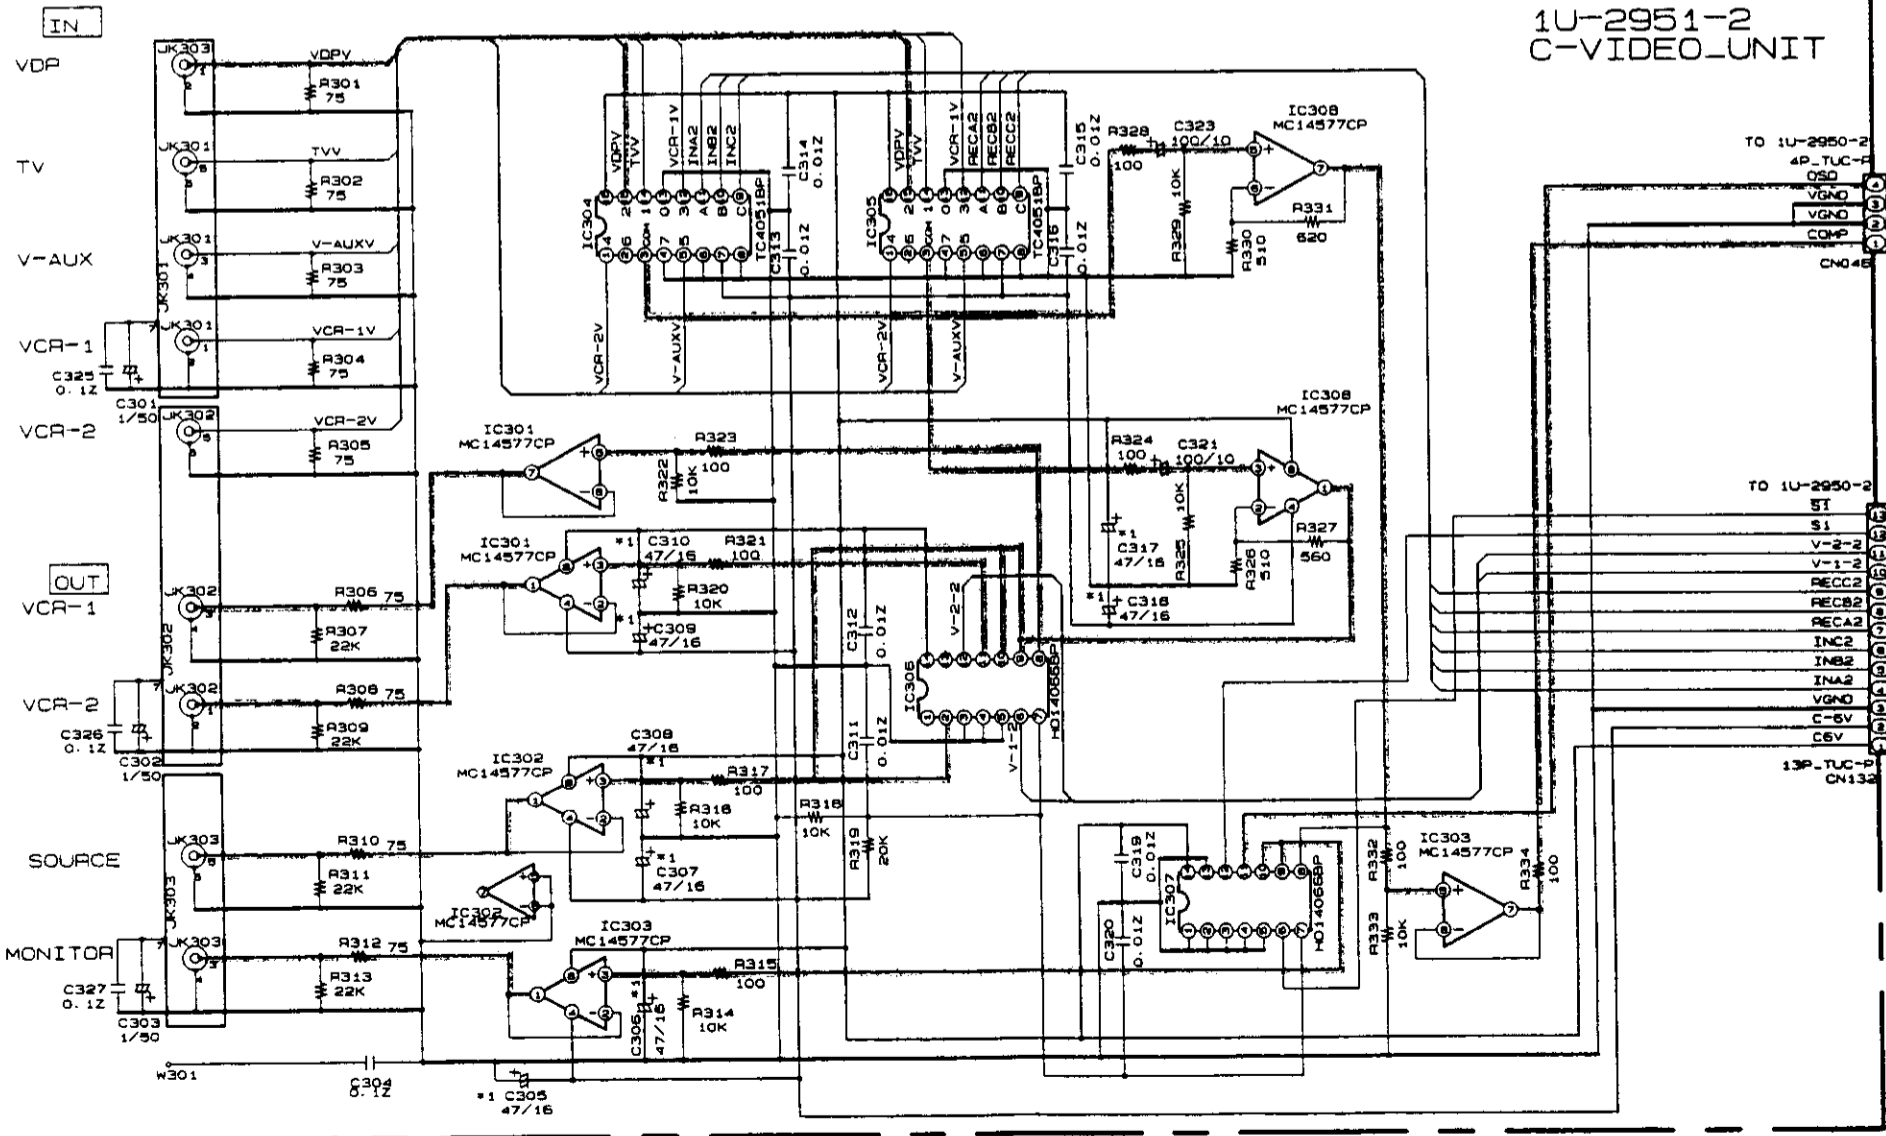 IN
1U-2951-2
C-VIDEO_UNIT
VDP
JK303
VDPV
R301
75
TV
JK301
TVV
R302
75
V-AUX
JK301
V-AUXV
R303
75
JK301
VCR-1
JK301
VCR-1V
R304
75
C325
0.1Z
C301
1/50
VCR-2
JK302
VCR-2V
R305
75
OUT
VCR-1
JK302
R306 75
R307
22K
JK302
VCR-2
JK302
R308 75
R309
22K
C326
0.1Z
C302
1/50
SOURCE
JK303
R310 75
R311
22K
JK303
MONITOR
JK303
R312 75
R313
22K
C327
0.1Z
C303
1/50
W301
C304
0.1Z
*1 C305
47/16
IC304
TC4051BP
VDPV
TVV
VCR-1V
INA2
INB2
INC2
C314
0.01Z
C313
0.01Z
VCR-2V
V-AUXV
IC305
TC4051BP
VDPV
TVV
VCR-1V
RECA2
RECB2
RECC2
C315
0.01Z
C316
0.01Z
VCR-2V
V-AUXV
R328
100
C323
100/10
R329 10K
IC308
MC14577CP
R331
620
R330
510
IC301
MC14577CP
R323
100
R322
10K
IC301
MC14577CP
*1 C310
47/16
R321
100
R320
10K
*1
C309
47/16
C312
0.01Z
C311
0.01Z
V-2-2
IC306
HD14066BP
V-1-2
R324
100
C321
100/10
R325 10K
IC308
MC14577CP
R327
560
R326
510
*1
C317
47/16
*1
C318
47/16
IC302
MC14577CP
C308
47/16
*1
R317
100
R316
10K
*1
C307
47/16
R318
10K
R319
20K
IC302
MC14577CP
IC303
MC14577CP
*1
C306
47/16
R315
100
R314
10K
C319
0.01Z
C320
0.01Z
IC307
HD14066BP
R332
100
R333
10K
IC303
MC14577CP
R334
100
TO 1U-2950-2
4P_TUC-P
OSD
VGND
VGND
COMP
CN046
TO 1U-2950-2
S1
S1
V-2-2
V-1-2
RECC2
RECB2
RECA2
INC2
INB2
INA2
VGND
C-6V
C6V
13P_TUC-P
CN132